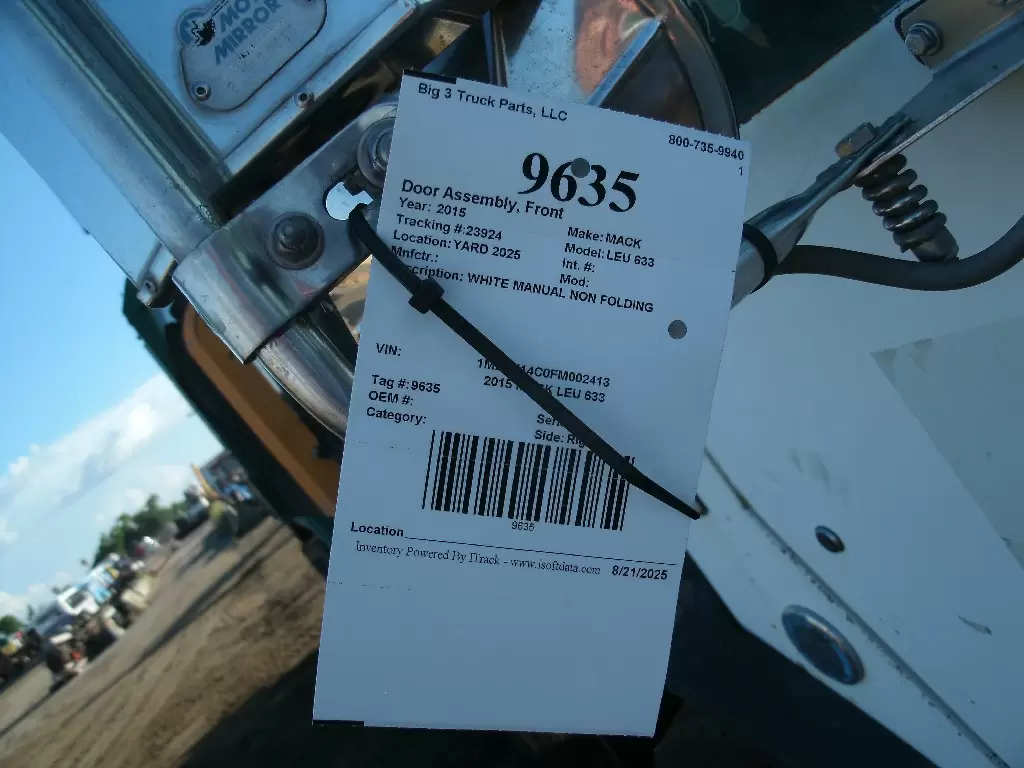 MOTO
MIRROR
Big 3 Truck Parts, LLC
800-735-9940
1
9635
Door Assembly, Front
Year: 2015
Make: MACK
Tracking #:23924
Model: LEU 633
Location: YARD 2025
Int. #:
Mnfctr.:
Mod:
WHITE MANUAL NON FOLDING
VIN:
2015 LEU 633
Tag #:9635
OEM #:
Category:
Side:
9635
Location
Inventory Powered By ITrack - www.isoftdata.com 8/21/2025